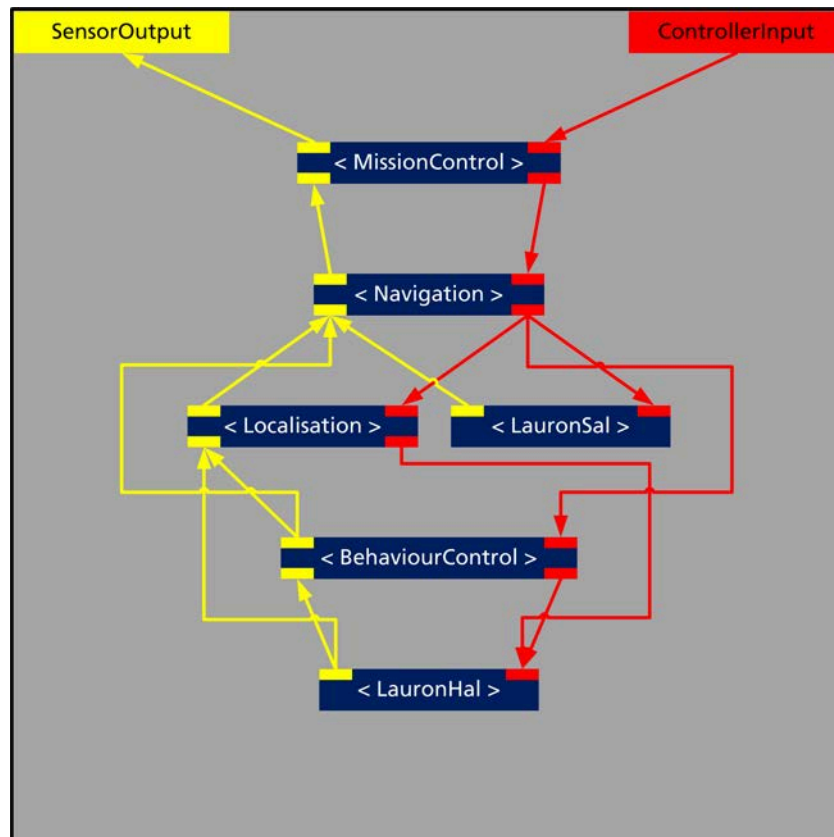 SensorOutput
ControllerInput
< MissionControl >
< Navigation >
< Localisation >
< LauronSal >
< BehaviourControl >
< LauronHal >